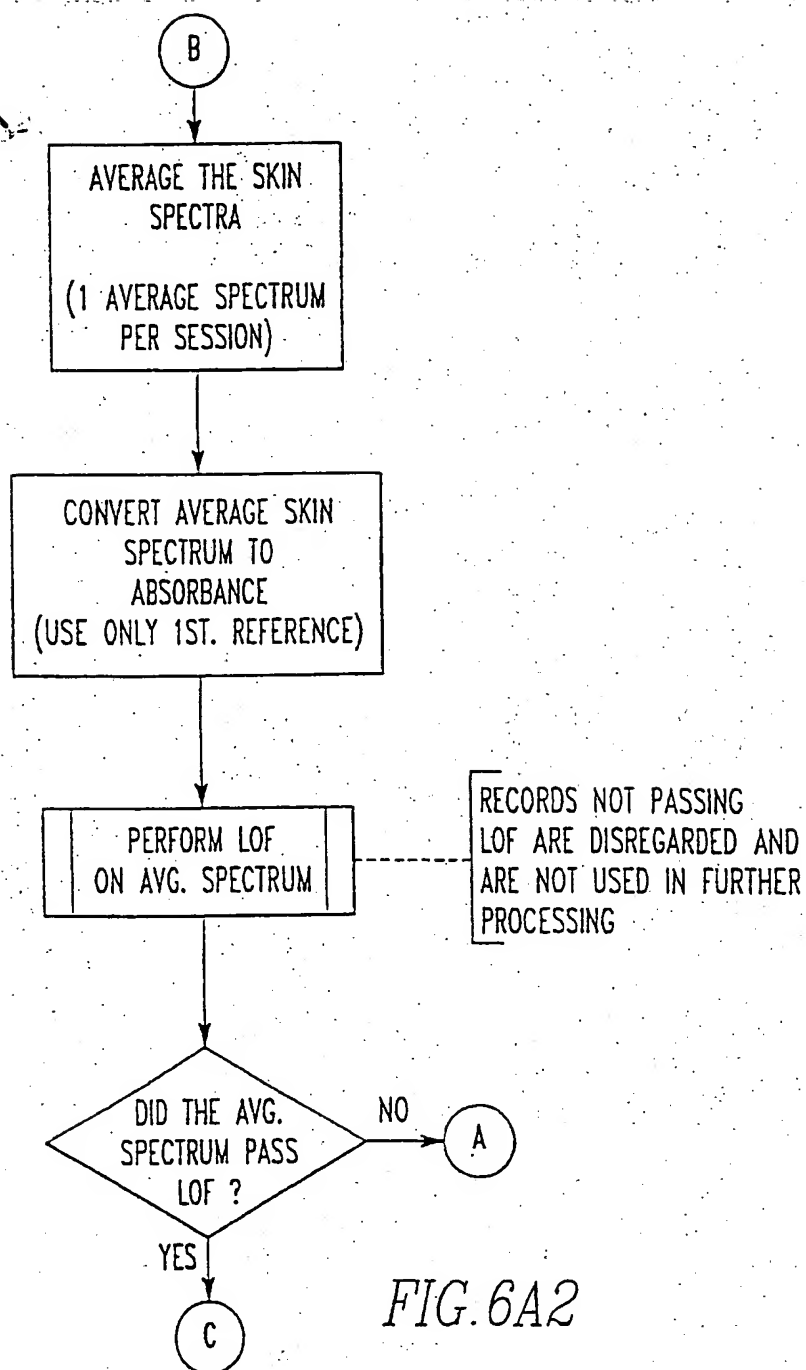 B
AVERAGE THE SKIN
SPECTRA
(1 AVERAGE SPECTRUM
PER SESSION)
CONVERT AVERAGE SKIN
SPECTRUM TO
ABSORBANCE
(USE ONLY 1ST. REFERENCE)
PERFORM LOF
ON AVG. SPECTRUM
RECORDS NOT PASSING
LOF ARE DISREGARDED AND
ARE NOT USED IN FURTHER
PROCESSING
DID THE AVG.
SPECTRUM PASS
LOF ?
NO
A
YES
C
FIG. 6A2